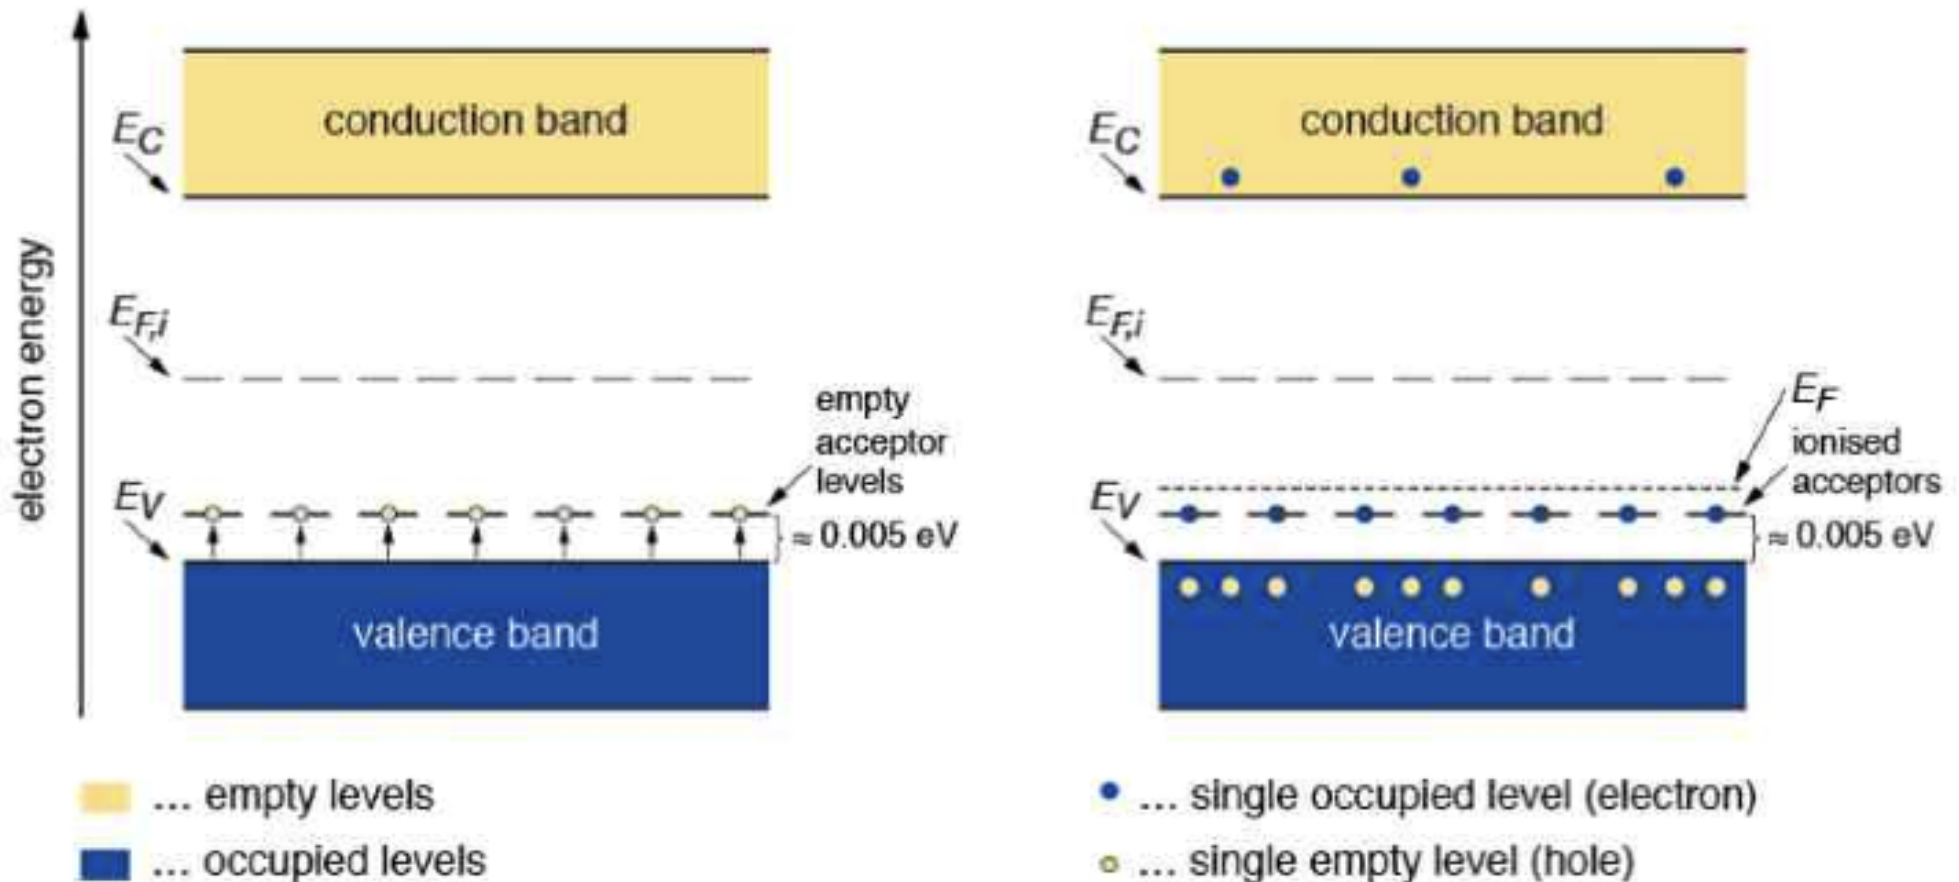 electron energy
E_C
conduction band
E_F,i
empty
acceptor
levels
E_V
≈ 0.005 eV
valence band
... empty levels
... occupied levels
E_C
conduction band
E_F,i
E_F
ionised
acceptors
E_V
≈ 0.005 eV
valence band
... single occupied level (electron)
... single empty level (hole)